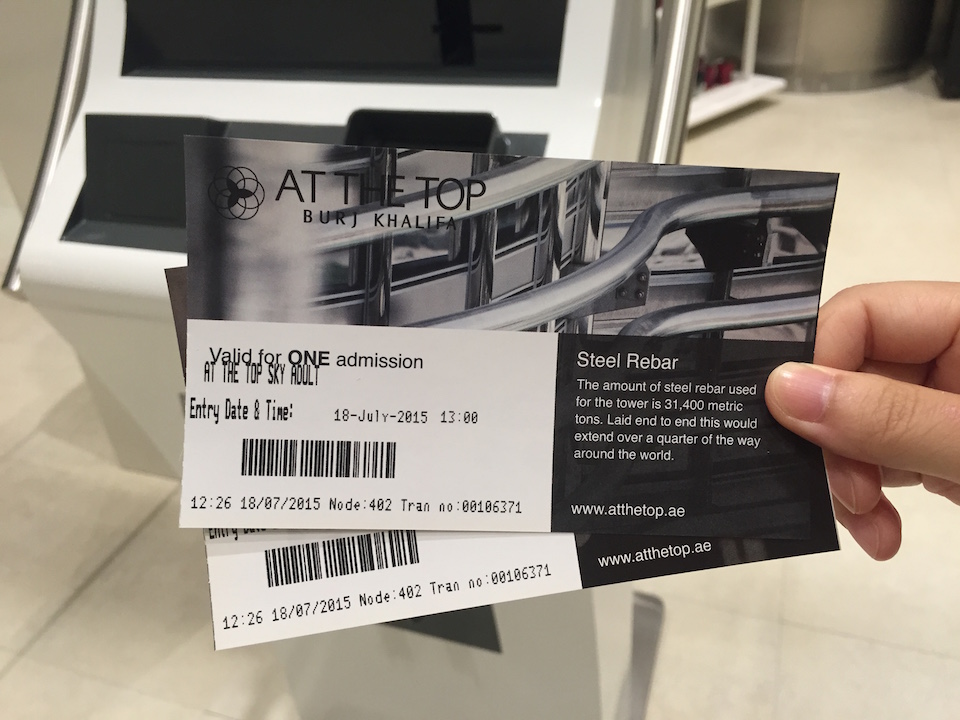 AT THE TOP
BURJ KHALIFA
Valid for ONE admission
AT THE TOP SKY ADULT
Entry Date & Time: 18-July-2015 13:00
12:26 18/07/2015 Node:402 Tran no:00106371
Steel Rebar
The amount of steel rebar used
for the tower is 31,400 metric
tons. Laid end to end this would
extend over a quarter of the way
around the world.
www.atthetop.ae
Entry Date
12:26 18/07/2015 Node:402 Tran no:00106371
www.atthetop.ae